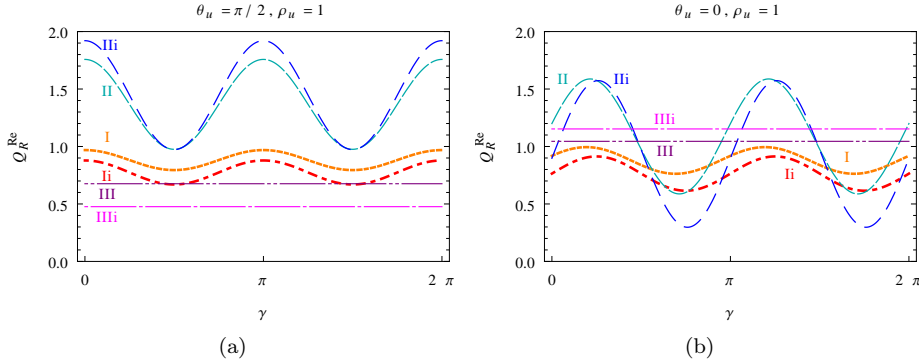 θ_u = π/2 , ρ_u = 1
Q_R^Re
2.0
1.5
1.0
0.5
0.0
IIi
II
I
Ii
III
IIIi
0
π
2 π
γ
(a)
θ_u = 0 , ρ_u = 1
Q_R^Re
2.0
1.5
1.0
0.5
0.0
II
IIi
IIIi
III
I
Ii
0
π
2 π
γ
(b)